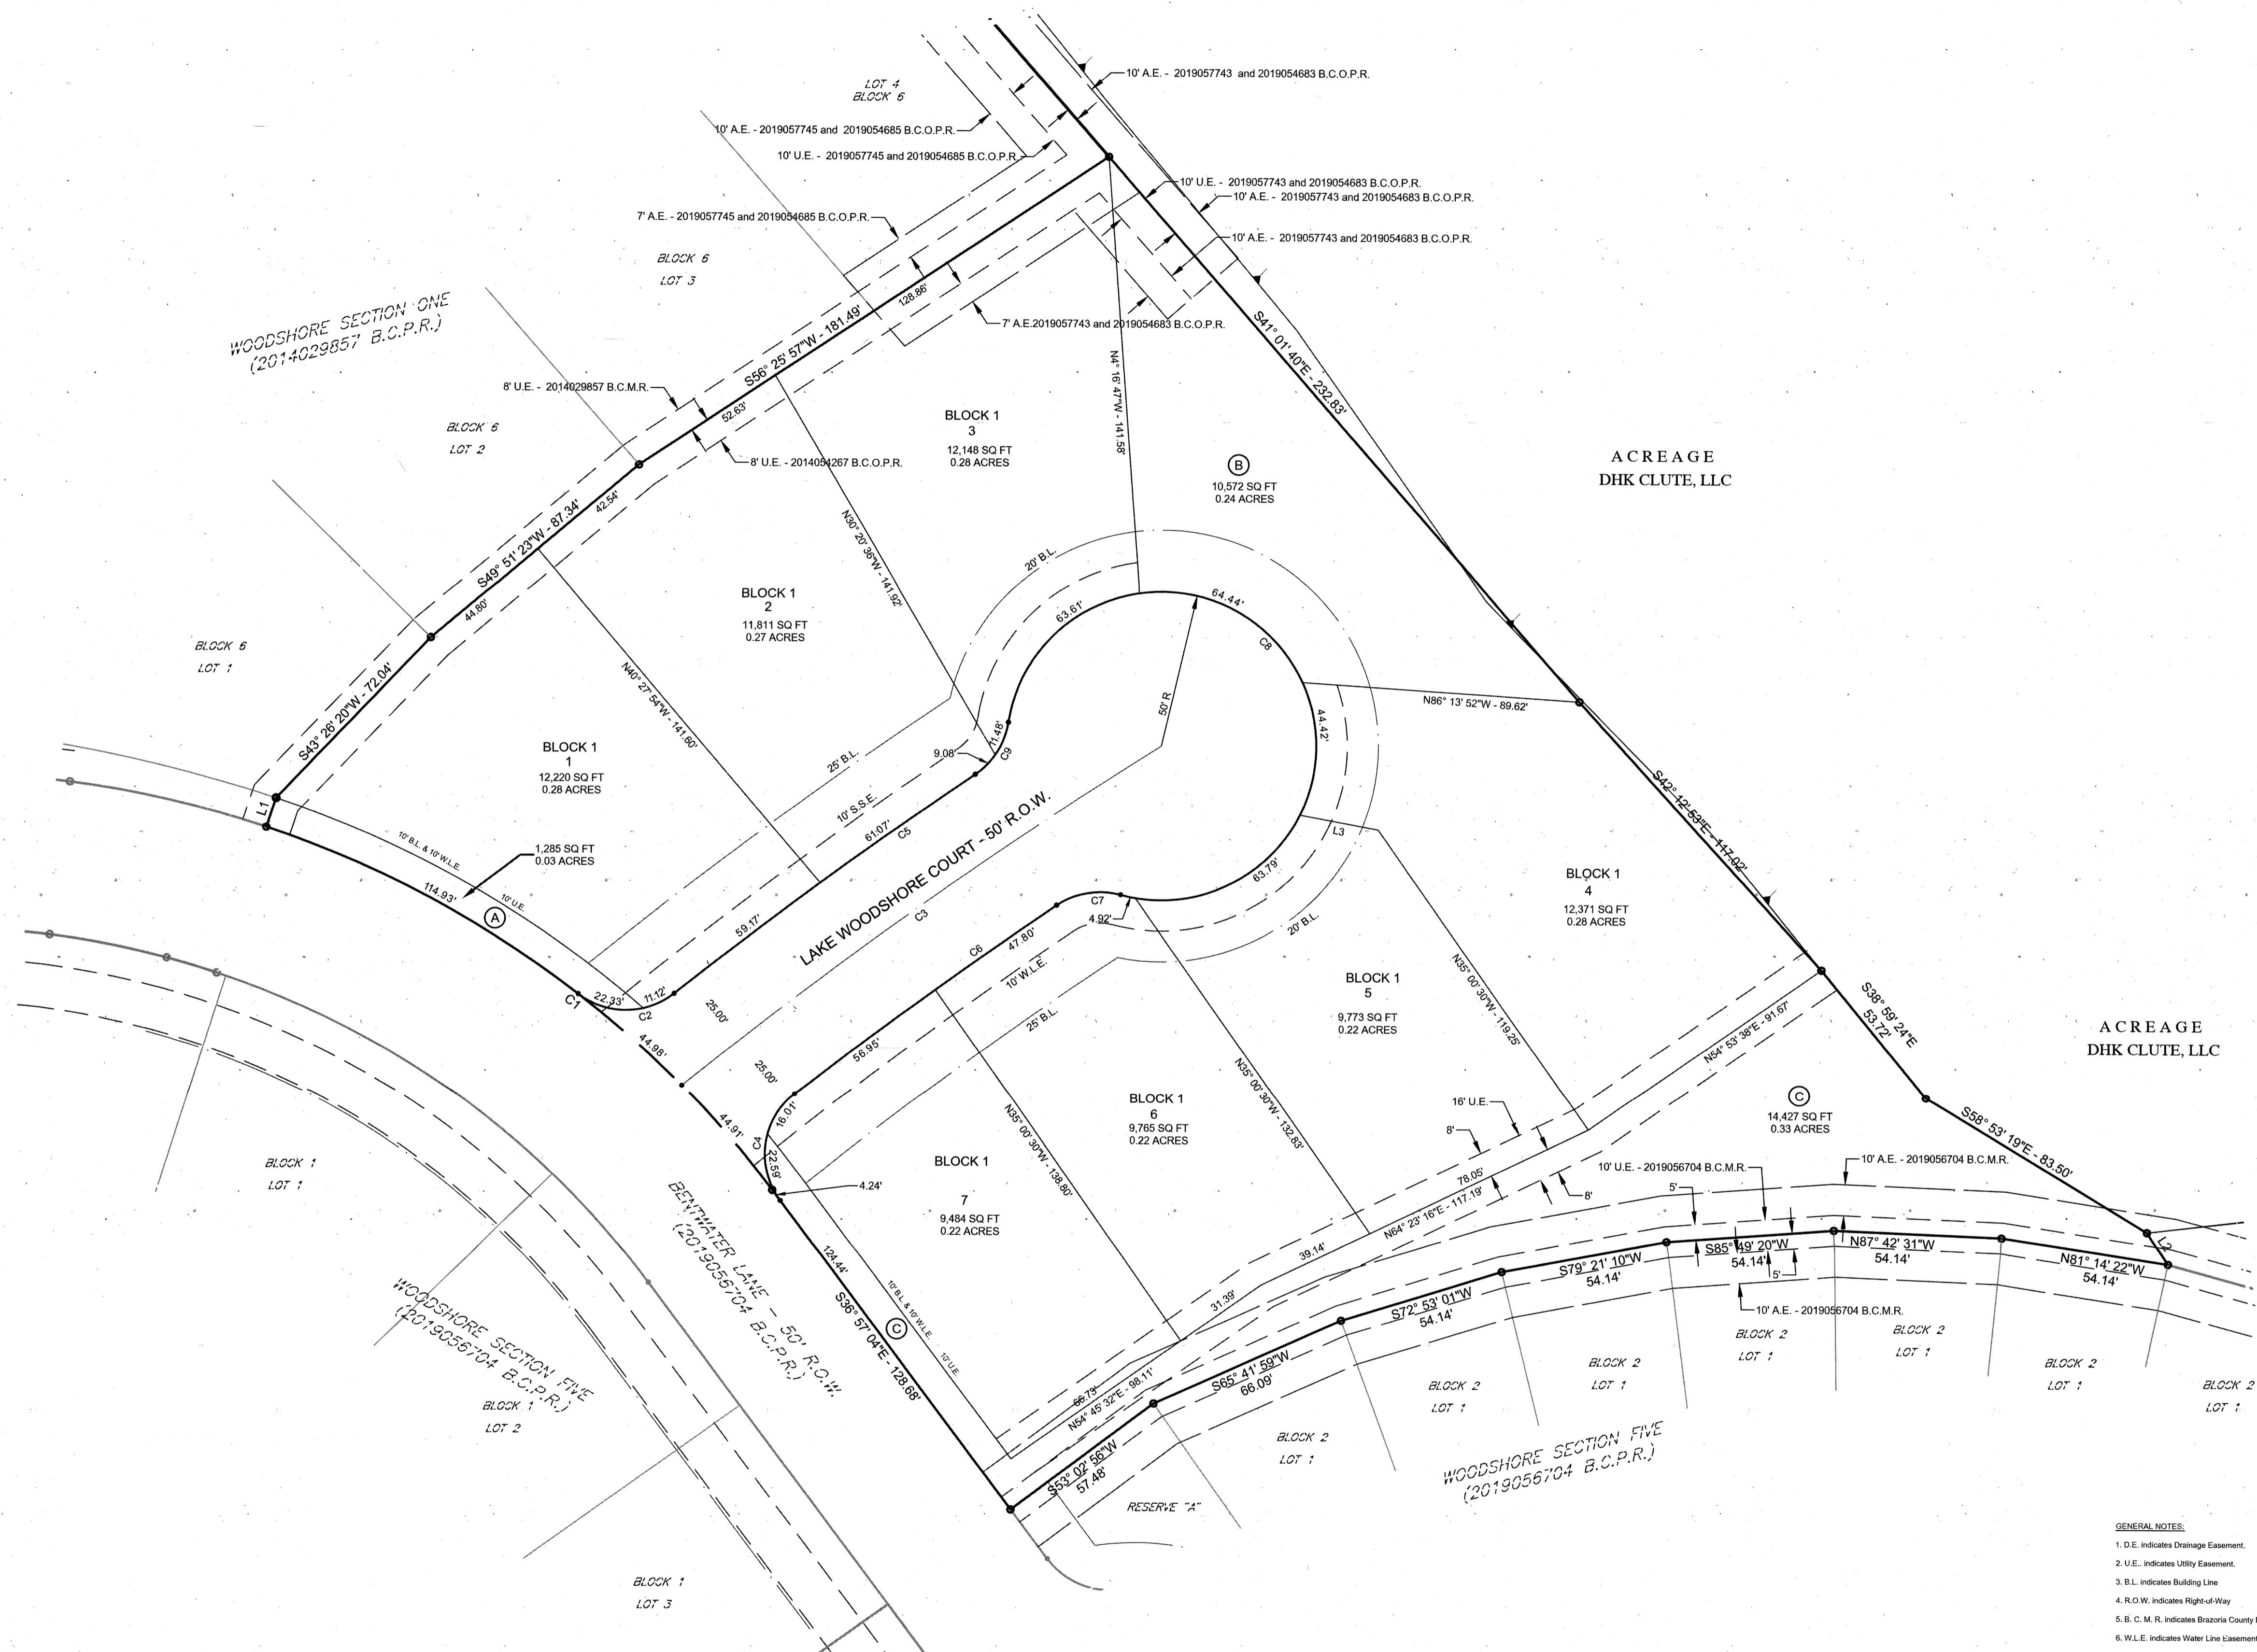 10' A.E. - 2019057743 and 2019054683 B.C.O.P.R.
LOT 4
BLOCK 6
10' A.E. - 2019057745 and 2019054685 B.C.O.P.R.
10' U.E. - 2019057745 and 2019054685 B.C.O.P.R.
10' U.E. - 2019057743 and 2019054683 B.C.O.P.R.
10' A.E. - 2019057743 and 2019054683 B.C.O.P.R.
7' A.E. - 2019057745 and 2019054685 B.C.O.P.R.
10' A.E. - 2019057743 and 2019054683 B.C.O.P.R.
BLOCK 6
LOT 3
128.86'
7' A.E.2019057743 and 2019054683 B.C.O.P.R.
WOODSHORE SECTION ONE
(2014029857 B.C.P.R.)
S56° 25' 57"W - 181.49'
S41° 01' 40"E - 232.83'
N4° 16' 47"W - 141.58'
8' U.E. - 2014029857 B.C.M.R.
52.63'
BLOCK 6
LOT 2
8' U.E. - 2014054267 B.C.O.P.R.
BLOCK 1
3
12,148 SQ FT
0.28 ACRES
B
10,572 SQ FT
0.24 ACRES
ACREAGE
DHK CLUTE, LLC
42.54'
S49° 51' 23"W - 87.34'
44.80'
N30° 20' 36"W - 141.92'
20' B.L.
BLOCK 1
2
11,811 SQ FT
0.27 ACRES
63.61'
64.44'
C8
BLOCK 6
LOT 1
S43° 26' 20"W - 72.04'
N40° 27' 54"W - 141.60'
50' R
44.42'
N86° 13' 52"W - 89.62'
11.48'
9.08'
C9
25' B.L.
BLOCK 1
1
12,220 SQ FT
0.28 ACRES
L1
10' S.S.E.
61.07'
C5
L3
S42° 12' 53"E - 117.02'
10' B.L. & 10' W.L.E.
10' U.E.
1,285 SQ FT
0.03 ACRES
114.93'
A
LAKE WOODSHORE COURT - 50' R.O.W.
C3
63.79'
C7
4.92'
20' B.L.
BLOCK 1
4
12,371 SQ FT
0.28 ACRES
59.17'
C6
47.80'
10' W.L.E.
C1
22.33'
11.12'
C2
25.00'
25' B.L.
BLOCK 1
5
9,773 SQ FT
0.22 ACRES
N35° 00' 30"W - 119.25'
S38° 59' 24"E
53.72'
ACREAGE
DHK CLUTE, LLC
44.98'
56.95'
25.00'
N54° 53' 38"E - 91.67'
N35° 00' 30"W - 132.83'
16' U.E.
8'
C
14,427 SQ FT
0.33 ACRES
BLOCK 1
6
9,765 SQ FT
0.22 ACRES
44.91'
16.01'
C4
22.59'
N35° 00' 30"W - 138.80'
S58° 53' 19"E - 83.50'
BLOCK 1
LOT 1
4.24'
BLOCK 1
7
9,484 SQ FT
0.22 ACRES
10' U.E. - 2019056704 B.C.M.R.
10' A.E. - 2019056704 B.C.M.R.
78.05'
5'
8'
N64° 23' 16"E - 117.19'
39.14'
31.39'
BENTWATER LANE - 50' R.O.W.
(2019056704 B.C.P.R.)
124.44'
S36° 57' 04"E - 128.68'
10' B.L. & 10' W.L.E.
10' U.E.
C
S85° 49' 20"W
54.14'
5'
N87° 42' 31"W
54.14'
N81° 14' 22"W
54.14'
L2
S79° 21' 10"W
54.14'
S72° 53' 01"W
54.14'
10' A.E. - 2019056704 B.C.M.R.
S65° 41' 59"W
66.09'
66.73'
N54° 45' 32"E - 98.11'
S53° 02' 56"W
57.48'
WOODSHORE SECTION FIVE
(2019056704 B.C.P.R.)
BLOCK 1
LOT 2
BLOCK 2
LOT 1
BLOCK 2
LOT 1
BLOCK 2
LOT 1
BLOCK 2
LOT 1
BLOCK 2
LOT 1
BLOCK 2
LOT 1
BLOCK 2
LOT 1
RESERVE "A"
WOODSHORE SECTION FIVE
(2019056704 B.C.P.R.)
BLOCK 1
LOT 3
GENERAL NOTES:
1. D.E. indicates Drainage Easement.
2. U.E.. indicates Utility Easement.
3. B.L. indicates Building Line
4. R.O.W. indicates Right-of-Way
5. B. C. M. R. indicates Brazoria County
6. W.L.E. indicates Water Line Easement